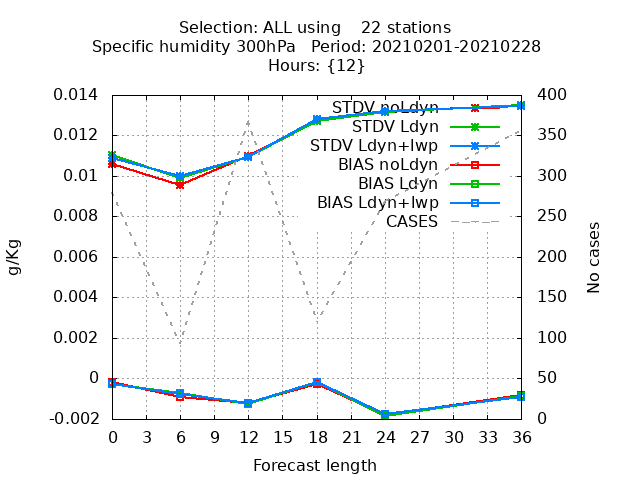 Selection: ALL using    22 stations
Specific humidity 300hPa   Period: 20210201-20210228
Hours: {12}
0.014
0.012
0.01
0.008
0.006
0.004
0.002
0
-0.002
g/Kg
STDV noLdyn
STDV Ldyn
STDV Ldyn+Iwp
BIAS noLdyn
BIAS Ldyn
BIAS Ldyn+Iwp
CASES
400
350
300
250
200
150
100
50
0
No cases
0 3 6 9 12 15 18 21 24 27 30 33 36
Forecast length